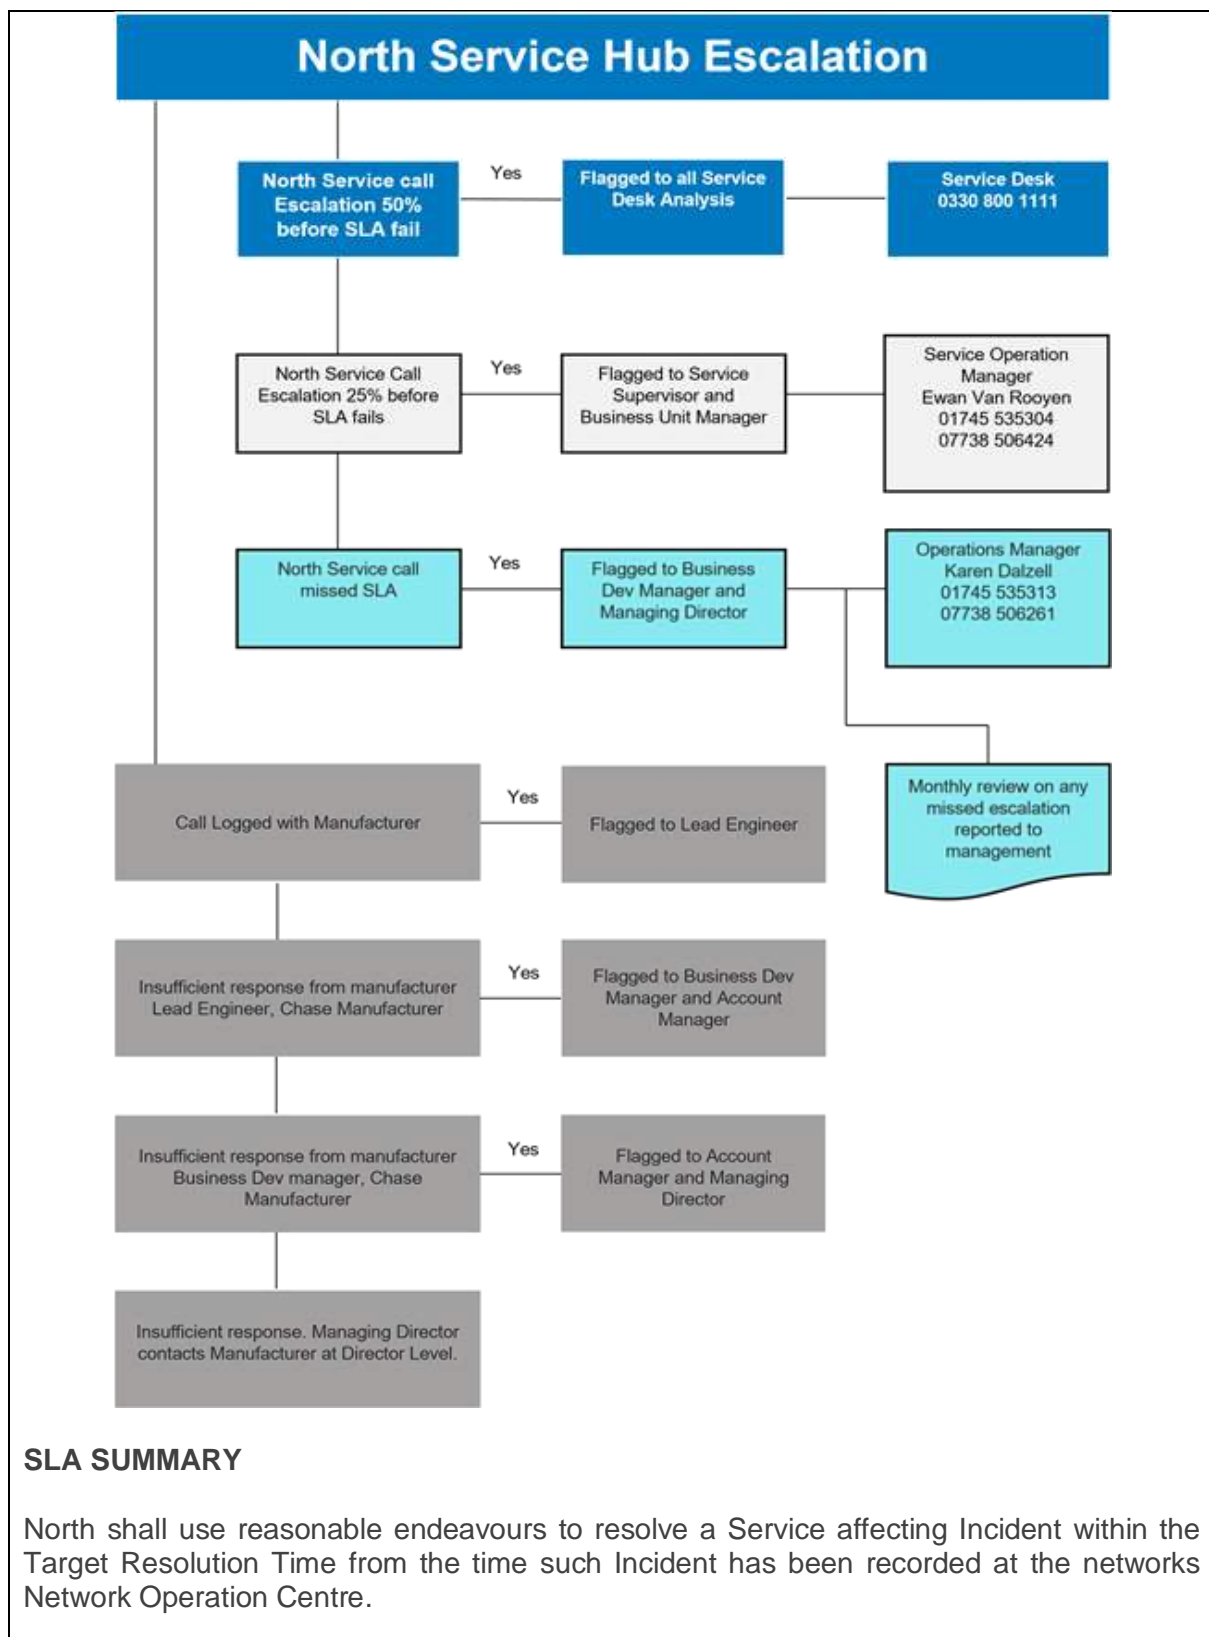 North Service Hub Escalation
North Service call
Escalation 50%
before SLA fail
Yes
Flagged to all Service
Desk Analysis
Service Desk
0330 800 1111
North Service Call
Escalation 25% before
SLA fails
Yes
Flagged to Service
Supervisor and
Business Unit Manager
Service Operation
Manager
Ewan Van Rooyen
01745 535304
07738 506424
North Service call
missed SLA
Yes
Flagged to Business
Dev Manager and
Managing Director
Operations Manager
Karen Dalzell
01745 535313
07738 506261
Monthly review on any
missed escalation
reported to
management
Call Logged with Manufacturer
Yes
Flagged to Lead Engineer
Insufficient response from manufacturer
Lead Engineer, Chase Manufacturer
Yes
Flagged to Business Dev
Manager and Account
Manager
Insufficient response from manufacturer
Business Dev manager, Chase
Manufacturer
Yes
Flagged to Account
Manager and Managing
Director
Insufficient response. Managing Director
contacts Manufacturer at Director Level.
SLA SUMMARY
North shall use reasonable endeavours to resolve a Service affecting Incident within the
Target Resolution Time from the time such Incident has been recorded at the networks
Network Operation Centre.